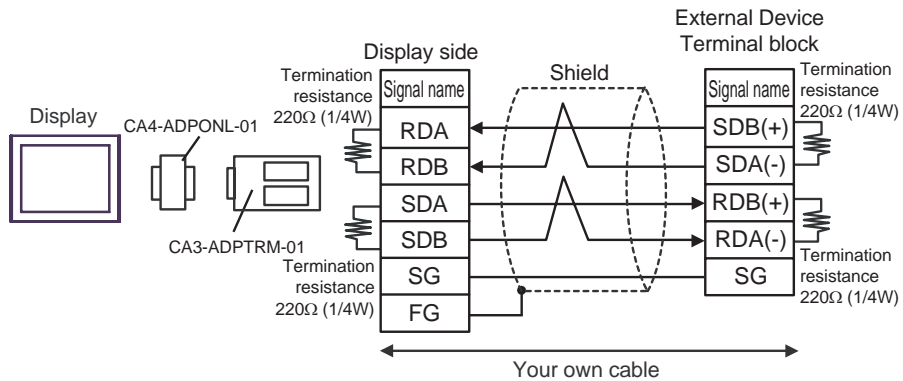 External Device
Terminal block
Display side
Termination
resistance
220Ω (1/4W)
Shield
Termination
resistance
220Ω (1/4W)
Signal name
Signal name
Display
CA4-ADPONL-01
RDA
SDB(+)
RDB
SDA(-)
SDA
RDB(+)
CA3-ADPTRM-01
SDB
RDA(-)
Termination
resistance
220Ω (1/4W)
SG
SG
Termination
resistance
220Ω (1/4W)
FG
Your own cable